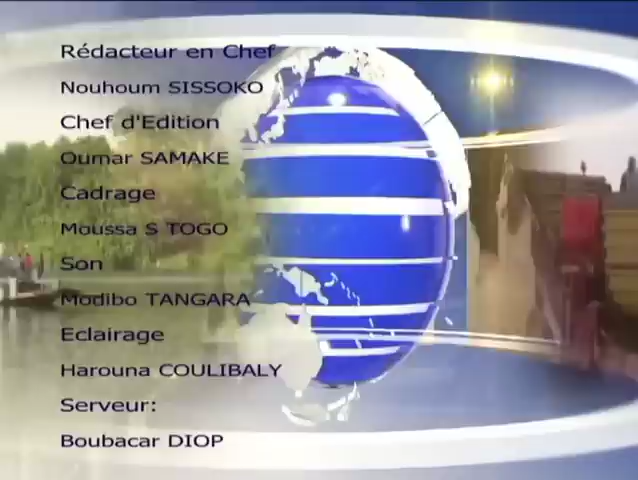 Rédacteur en Chef
Nouhoum SISSOKO
Chef d'Edition
Oumar SAMAKE
Cadrage
Moussa S TOGO
Son
Modibo TANGARA
Eclairage
Harouna COULIBALY
Serveur:
Boubacar DIOP